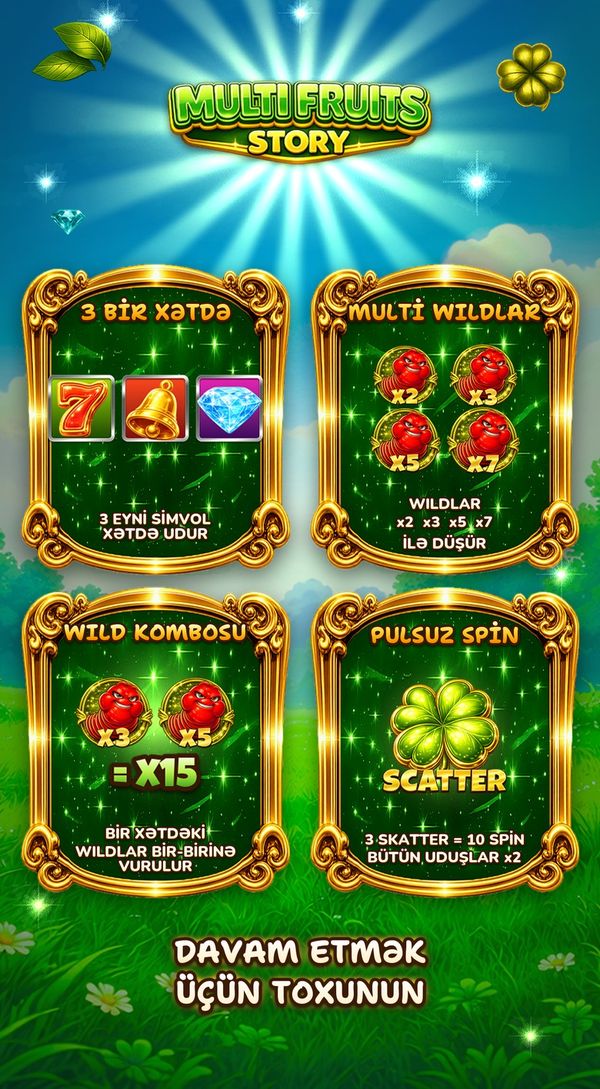 MULTI FRUITS
STORY
3 BİR XƏTDƏ
7
3 EYNİ SİMVOL
XƏTDƏ UDUR
MULTİ WILDLAR
x2 x3
x5 x7
WILDLAR
x2 x3 x5 x7
İLƏ DÜŞÜR
WILD KOMBOSU
x3 x5
= x15
BİR XƏTDƏKİ
WILDLAR BİR-BİRİNƏ
VURULUR
PULSUZ SPİN
SCATTER
3 SKATTER = 10 SPİN
BÜTÜN UDUŞLAR x2
DAVAM ETMƏK
ÜÇÜN TOXUNUN